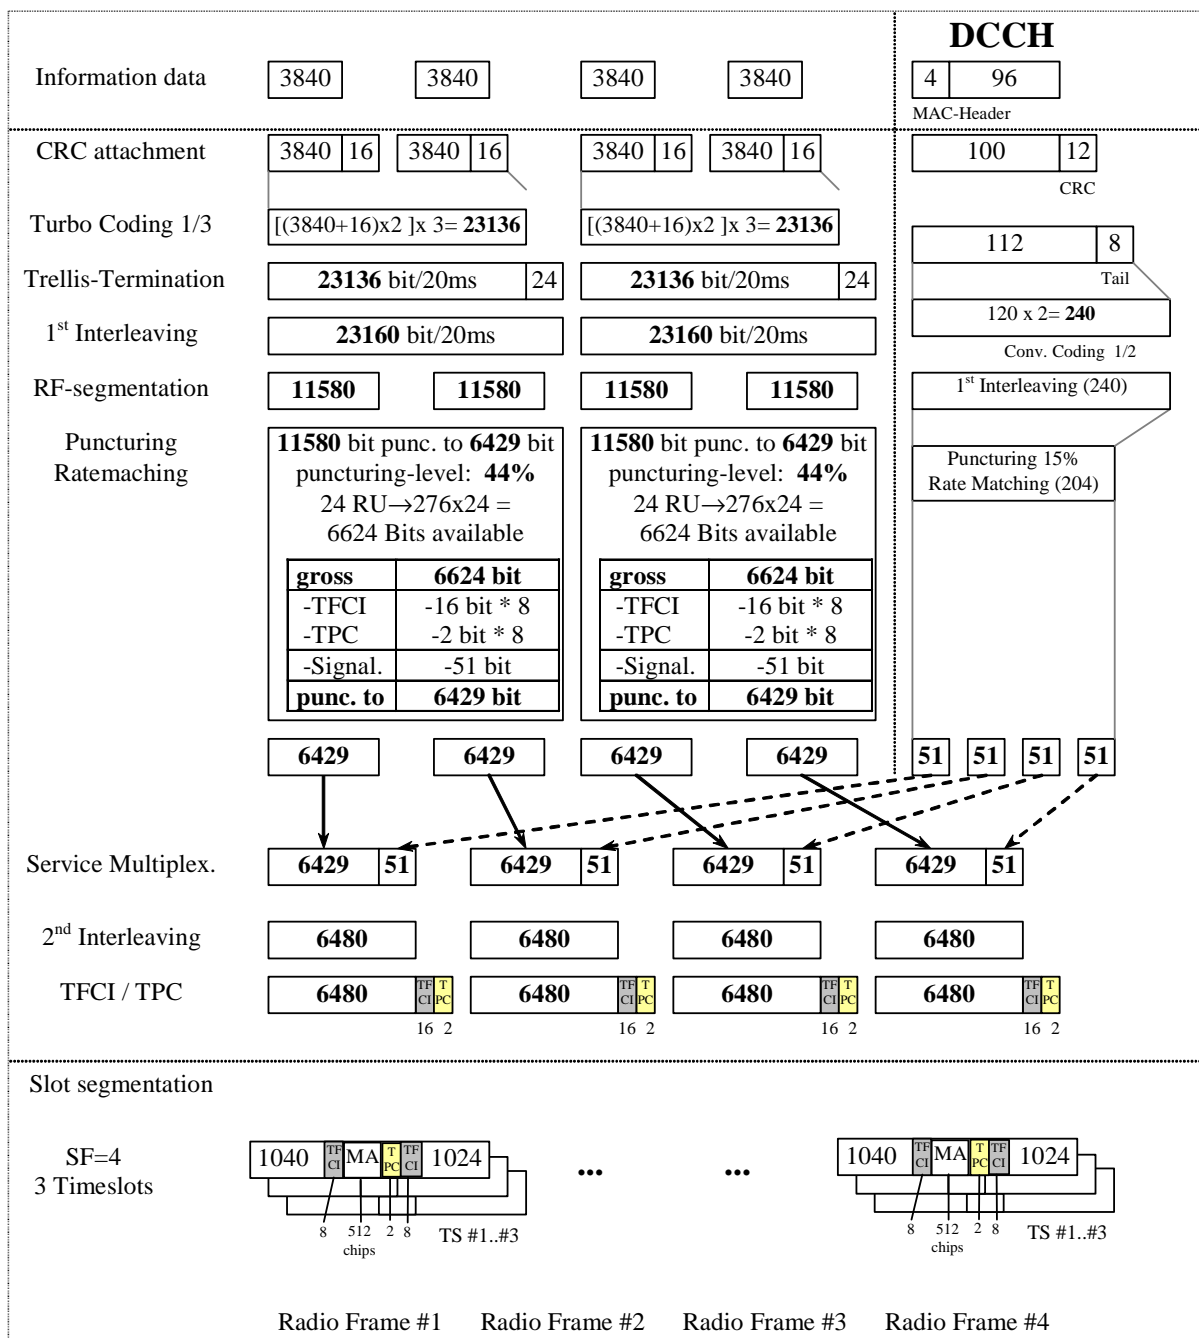 DCCH
Information data 3840 3840 3840 3840 4 96
MAC-Header
CRC attachment 3840 16 3840 16 3840 16 3840 16 100 12
CRC
Turbo Coding 1/3 [(3840+16)x2 ]x 3= 23136 [(3840+16)x2 ]x 3= 23136
112 8
Tail
Trellis-Termination 23136 bit/20ms 24 23136 bit/20ms 24
120 x 2= 240
1st Interleaving 23160 bit/20ms 23160 bit/20ms
Conv. Coding 1/2
RF-segmentation 11580 11580 11580 11580 1st Interleaving (240)
Puncturing
Ratemaching
11580 bit punc. to 6429 bit
puncturing-level: 44%
24 RU→276x24 =
6624 Bits available
gross 6624 bit
-TFCI -16 bit * 8
-TPC -2 bit * 8
-Signal. -51 bit
punc. to 6429 bit
11580 bit punc. to 6429 bit
puncturing-level: 44%
24 RU→276x24 =
6624 Bits available
gross 6624 bit
-TFCI -16 bit * 8
-TPC -2 bit * 8
-Signal. -51 bit
punc. to 6429 bit
Puncturing 15%
Rate Matching (204)
6429 6429 6429 6429 51 51 51 51
Service Multiplex. 6429 51 6429 51 6429 51 6429 51
2nd Interleaving 6480 6480 6480 6480
TFCI / TPC 6480 TF CI T PC 6480 TF CI T PC 6480 TF CI T PC 6480 TF CI T PC
16 2 16 2 16 2 16 2
Slot segmentation
SF=4
3 Timeslots
1040 TF CI MA T PC TF CI 1024 ... ... 1040 TF CI MA T PC TF CI 1024
8 512 2 8 TS #1..#3 8 512 2 8 TS #1..#3
chips chips
Radio Frame #1 Radio Frame #2 Radio Frame #3 Radio Frame #4